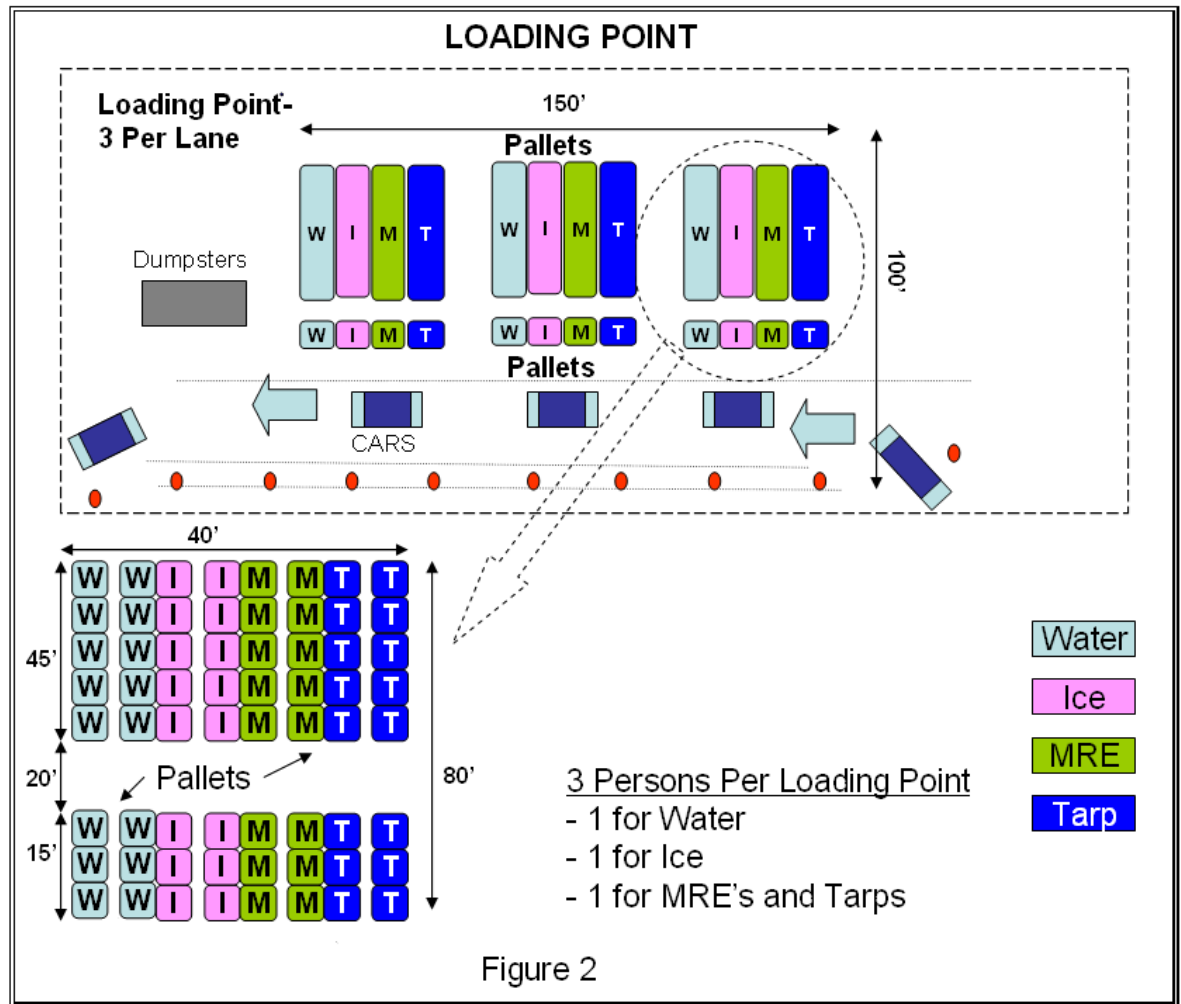 LOADING POINT
Loading Point -
3 Per Lane
150’
Pallets
W I M T W I M T W I M T
100’
Dumpsters
W I M T W I M T W I M T
Pallets
CARS
40’
W W I I M M T T
W W I I M M T T
W W I I M M T T
W W I I M M T T
W W I I M M T T
45’
20’
Pallets
80’
W W I I M M T T
W W I I M M T T
W W I I M M T T
15’
3 Persons Per Loading Point
- 1 for Water
- 1 for Ice
- 1 for MRE’s and Tarps
Water
Ice
MRE
Tarp
Figure 2